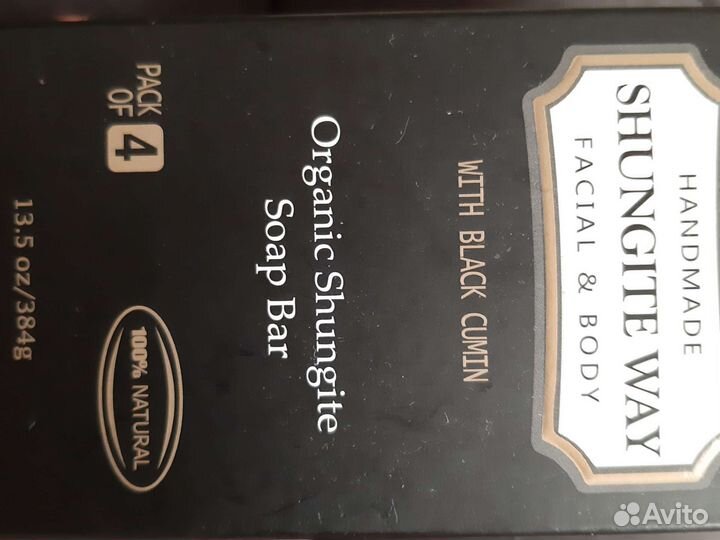 HANDMADE
SHUNGITE WAY
FACIAL & BODY
WITH BLACK CUMIN
Organic Shungite
Soap Bar
PACK
OF 4
100% NATURAL
13.5 oz/384g
Avito